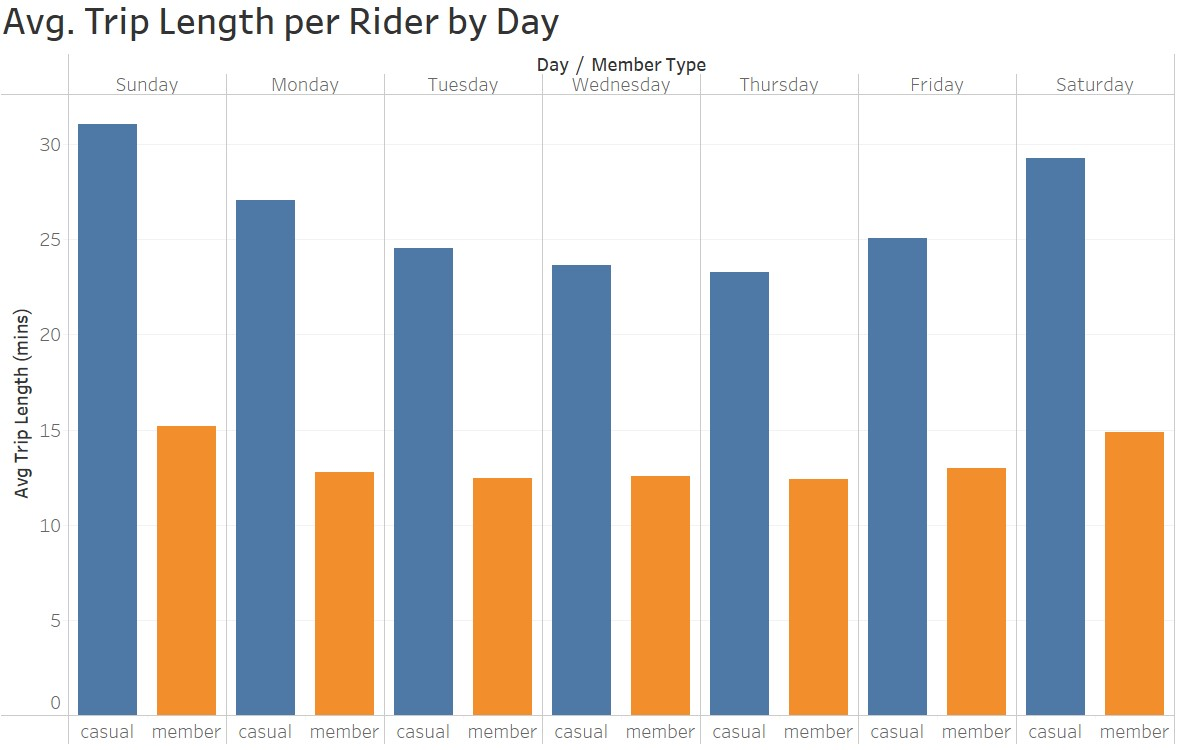 Avg. Trip Length per Rider by Day
Day / Member Type
Sunday Monday Tuesday Wednesday Thursday Friday Saturday
Avg Trip Length (mins)
30
25
20
15
10
5
0
casual member casual member casual member casual member casual member casual member casual member